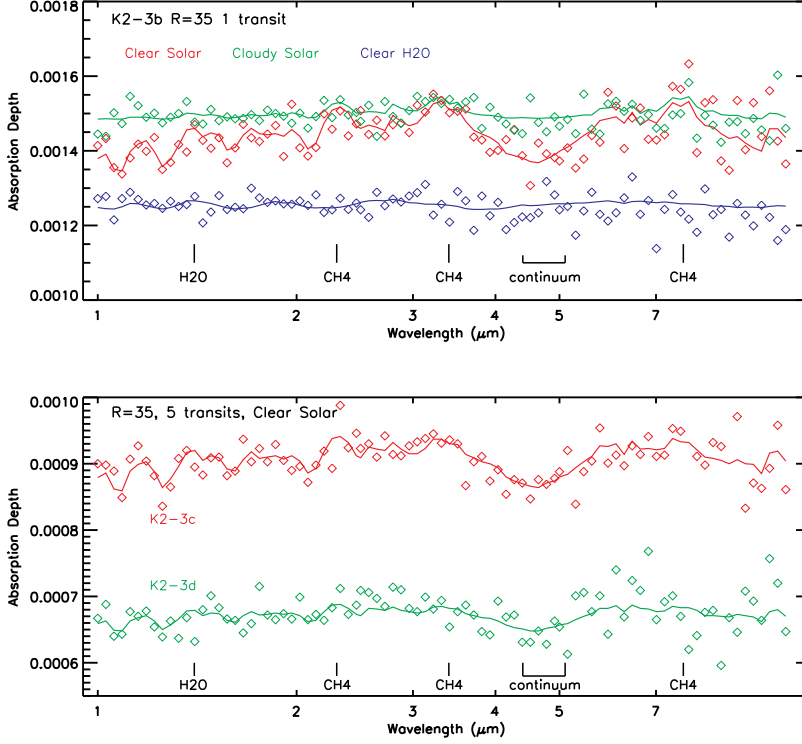 K2-3b R=35 1 transit
Clear Solar Cloudy Solar Clear H2O
0.0018
0.0016
0.0014
0.0012
0.0010
Absorption Depth
H2O CH4 CH4 continuum CH4
1 2 3 4 5 7
Wavelength (μm)
R=35, 5 transits, Clear Solar
0.0010
0.0009
0.0008
0.0007
0.0006
Absorption Depth
K2-3c
K2-3d
H2O CH4 CH4 continuum CH4
1 2 3 4 5 7
Wavelength (μm)